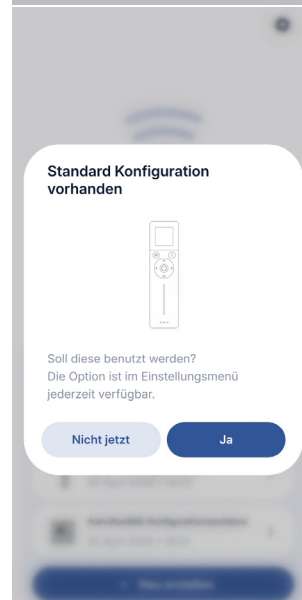 Standard Konfiguration
vorhanden
Soll diese benutzt werden?
Die Option ist im Einstellungsmenü
jederzeit verfügbar.
Nicht jetzt
Ja